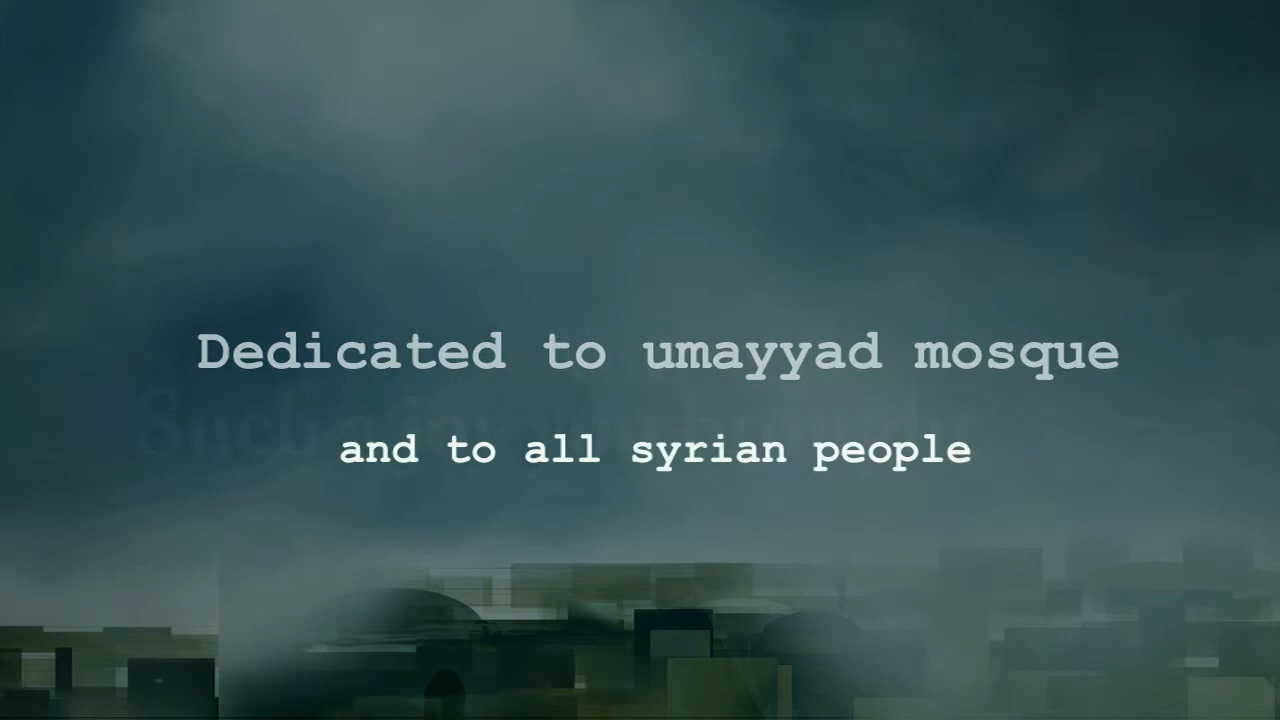 Dedicated to umayyad mosque
and to all syrian people